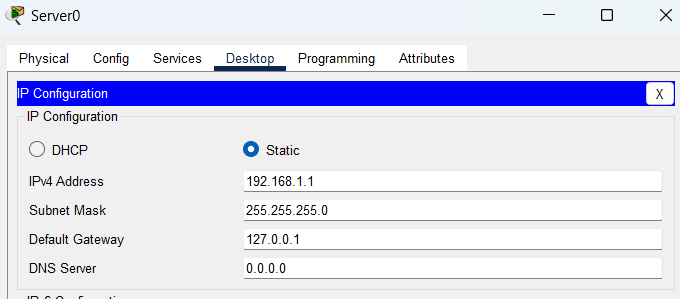 Server0
Physical Config Services Desktop Programming Attributes
IP Configuration X
IP Configuration
DHCP Static
IPv4 Address 192.168.1.1
Subnet Mask 255.255.255.0
Default Gateway 127.0.0.1
DNS Server 0.0.0.0